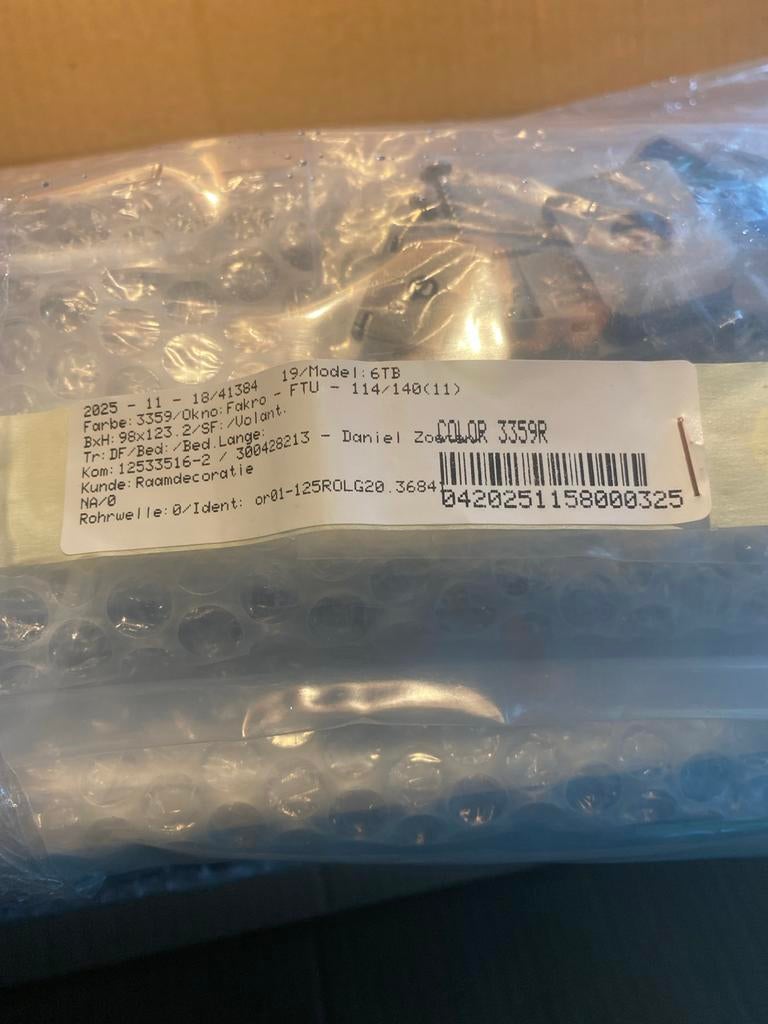 2025 - 11 - 18/41384 19/Model:6TB
Farbe:3359/Okno:Fakro - FTU - 114/140(11)
BxH:98x123.2/SF:/Volant.
Tr:DF/Bed:/Bed.Lange:
Kom:12533516-2 / 300428213 - Daniel
Kunde:Raamdecoratie
NA/0
Rohrwelle:0/Ident: or01-125ROLG20.36841
COLOR 3359R
0420251158000325